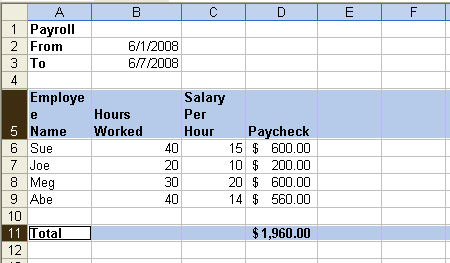 A B C D E F
1 Payroll
2 From 6/1/2008
3 To 6/7/2008
4
Employe Salary
e Hours Per
5 Name Worked Hour Paycheck
6 Sue 40 15 $ 600.00
7 Joe 20 10 $ 200.00
8 Meg 30 20 $ 600.00
9 Abe 40 14 $ 560.00
10
11 Total $1,960.00
12